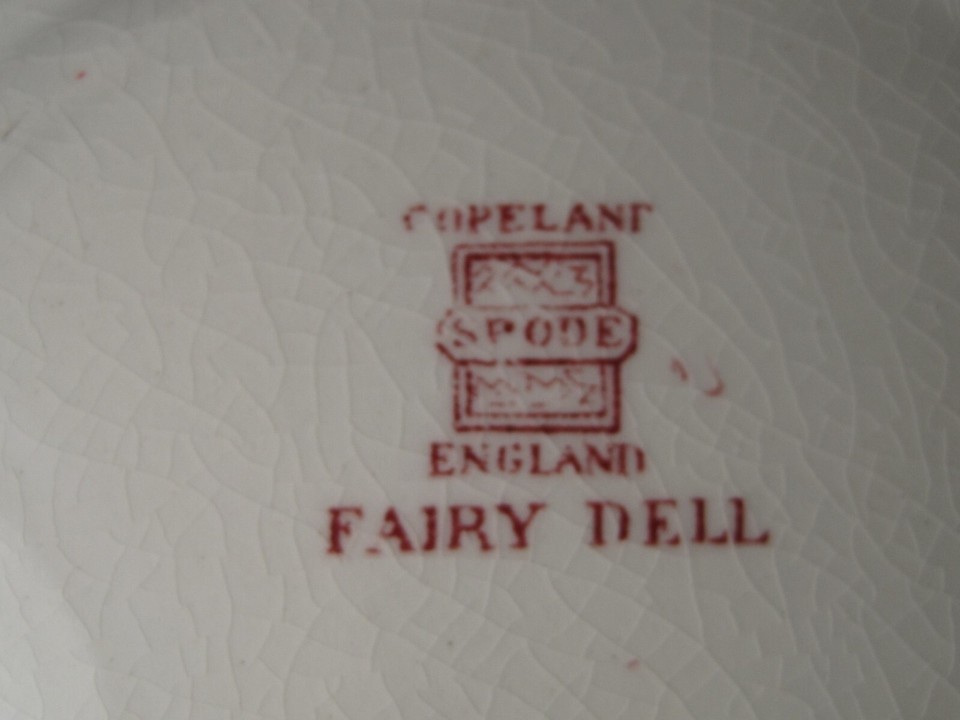 COPELAND
SPODE
ENGLAND
FAIRY DELL